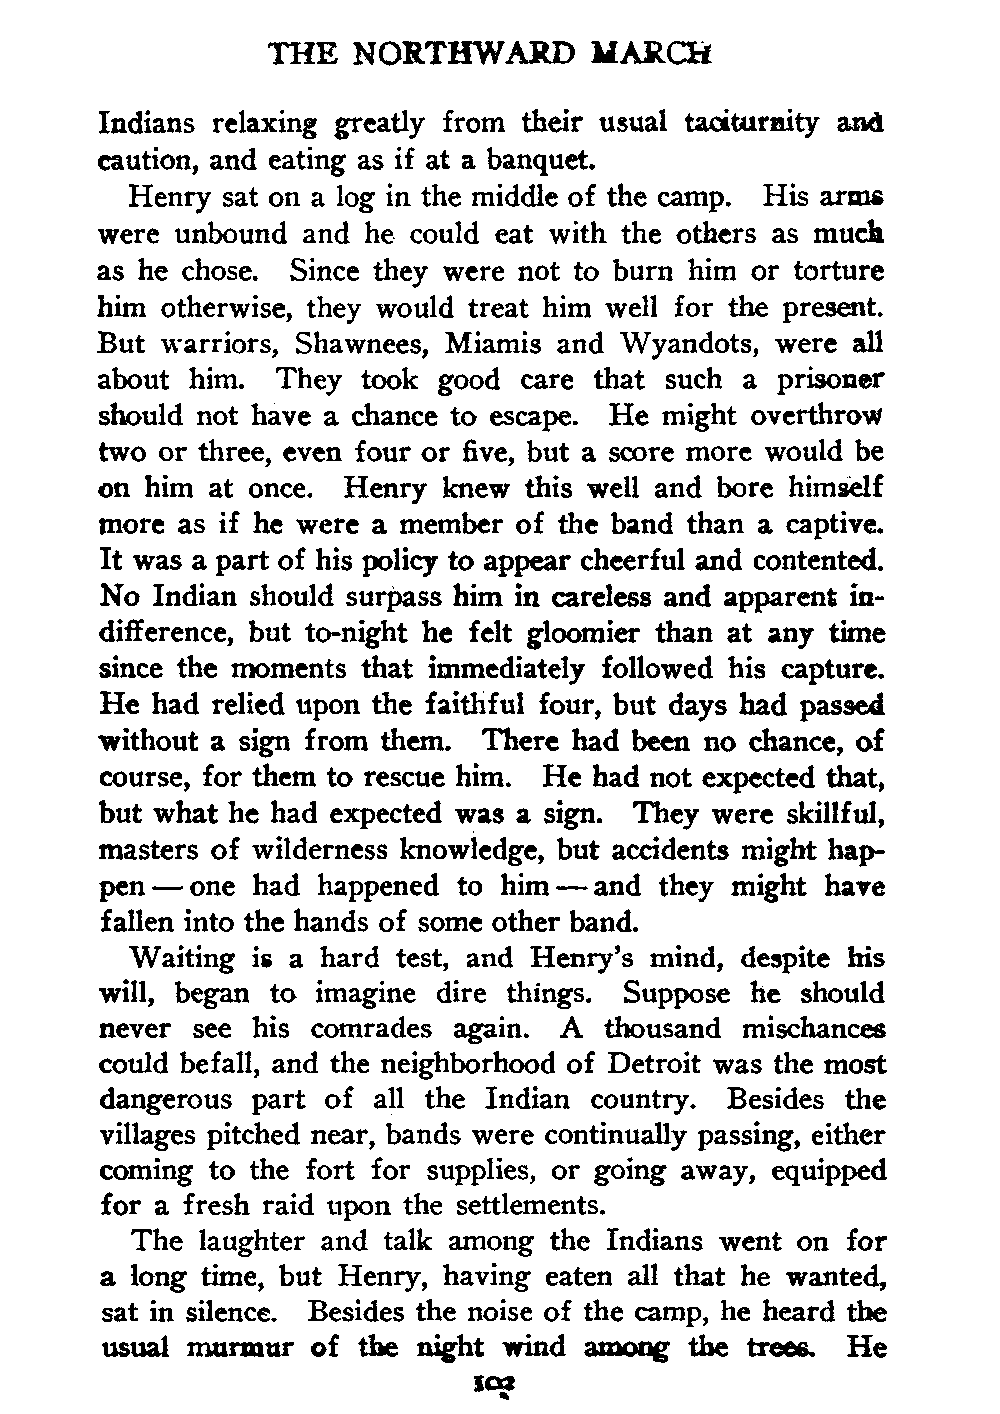 THE NORTHWARD MARCH
Indians relaxing greatly from their usual taciturnity and
caution, and eating as if at a banquet.
Henry sat on a log in the middle of the camp. His arms
were unbound and he could eat with the others as much
as he chose. Since they were not to burn him or torture
him otherwise, they would treat him well for the present.
But warriors, Shawnees, Miamis and Wyandots, were all
about him. They took good care that such a prisoner
should not have a chance to escape. He might overthrow
two or three, even four or five, but a score more would be
on him at once. Henry knew this well and bore himself
more as if he were a member of the band than a captive.
It was a part of his policy to appear cheerful and contented.
No Indian should surpass him in careless and apparent in-
difference, but to-night he felt gloomier than at any time
since the moments that immediately followed his capture.
He had relied upon the faithful four, but days had passed
without a sign from them. There had been no chance, of
course, for them to rescue him. He had not expected that,
but what he had expected was a sign. They were skillful,
masters of wilderness knowledge, but accidents might hap-
pen — one had happened to him — and they might have
fallen into the hands of some other band.
Waiting is a hard test, and Henry's mind, despite his
will, began to imagine dire things. Suppose he should
never see his comrades again. A thousand mischances
could befall, and the neighborhood of Detroit was the most
dangerous part of all the Indian country. Besides the
villages pitched near, bands were continually passing, either
coming to the fort for supplies, or going away, equipped
for a fresh raid upon the settlements.
The laughter and talk among the Indians went on for
a long time, but Henry, having eaten all that he wanted,
sat in silence. Besides the noise of the camp, he heard the
usual murmur of the night wind among the trees. He